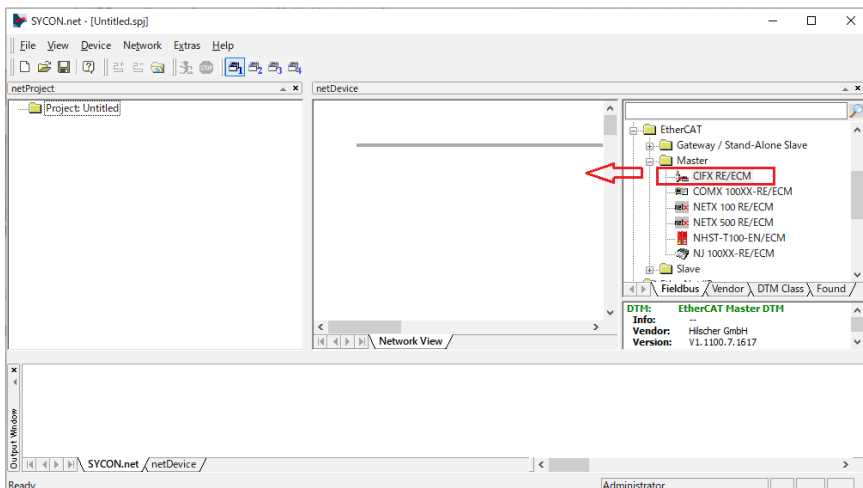 SYCON.net - [Untitled.spj]
File View Device Network Extras Help
netProject
netDevice
Project: Untitled
EtherCAT
Gateway / Stand-Alone Slave
Master
CIFX RE/ECM
COMX 100XX-RE/ECM
NETX 100 RE/ECM
NETX 500 RE/ECM
NHST-T100-EN/ECM
NJ 100XX-RE/ECM
Slave
Fieldbus Vendor DTM Class Found
DTM: EtherCAT Master DTM
Info: --
Vendor: Hilscher GmbH
Version: V1.1100.7.1617
Network View
Output Window
SYCON.net netDevice
Ready
Administrator